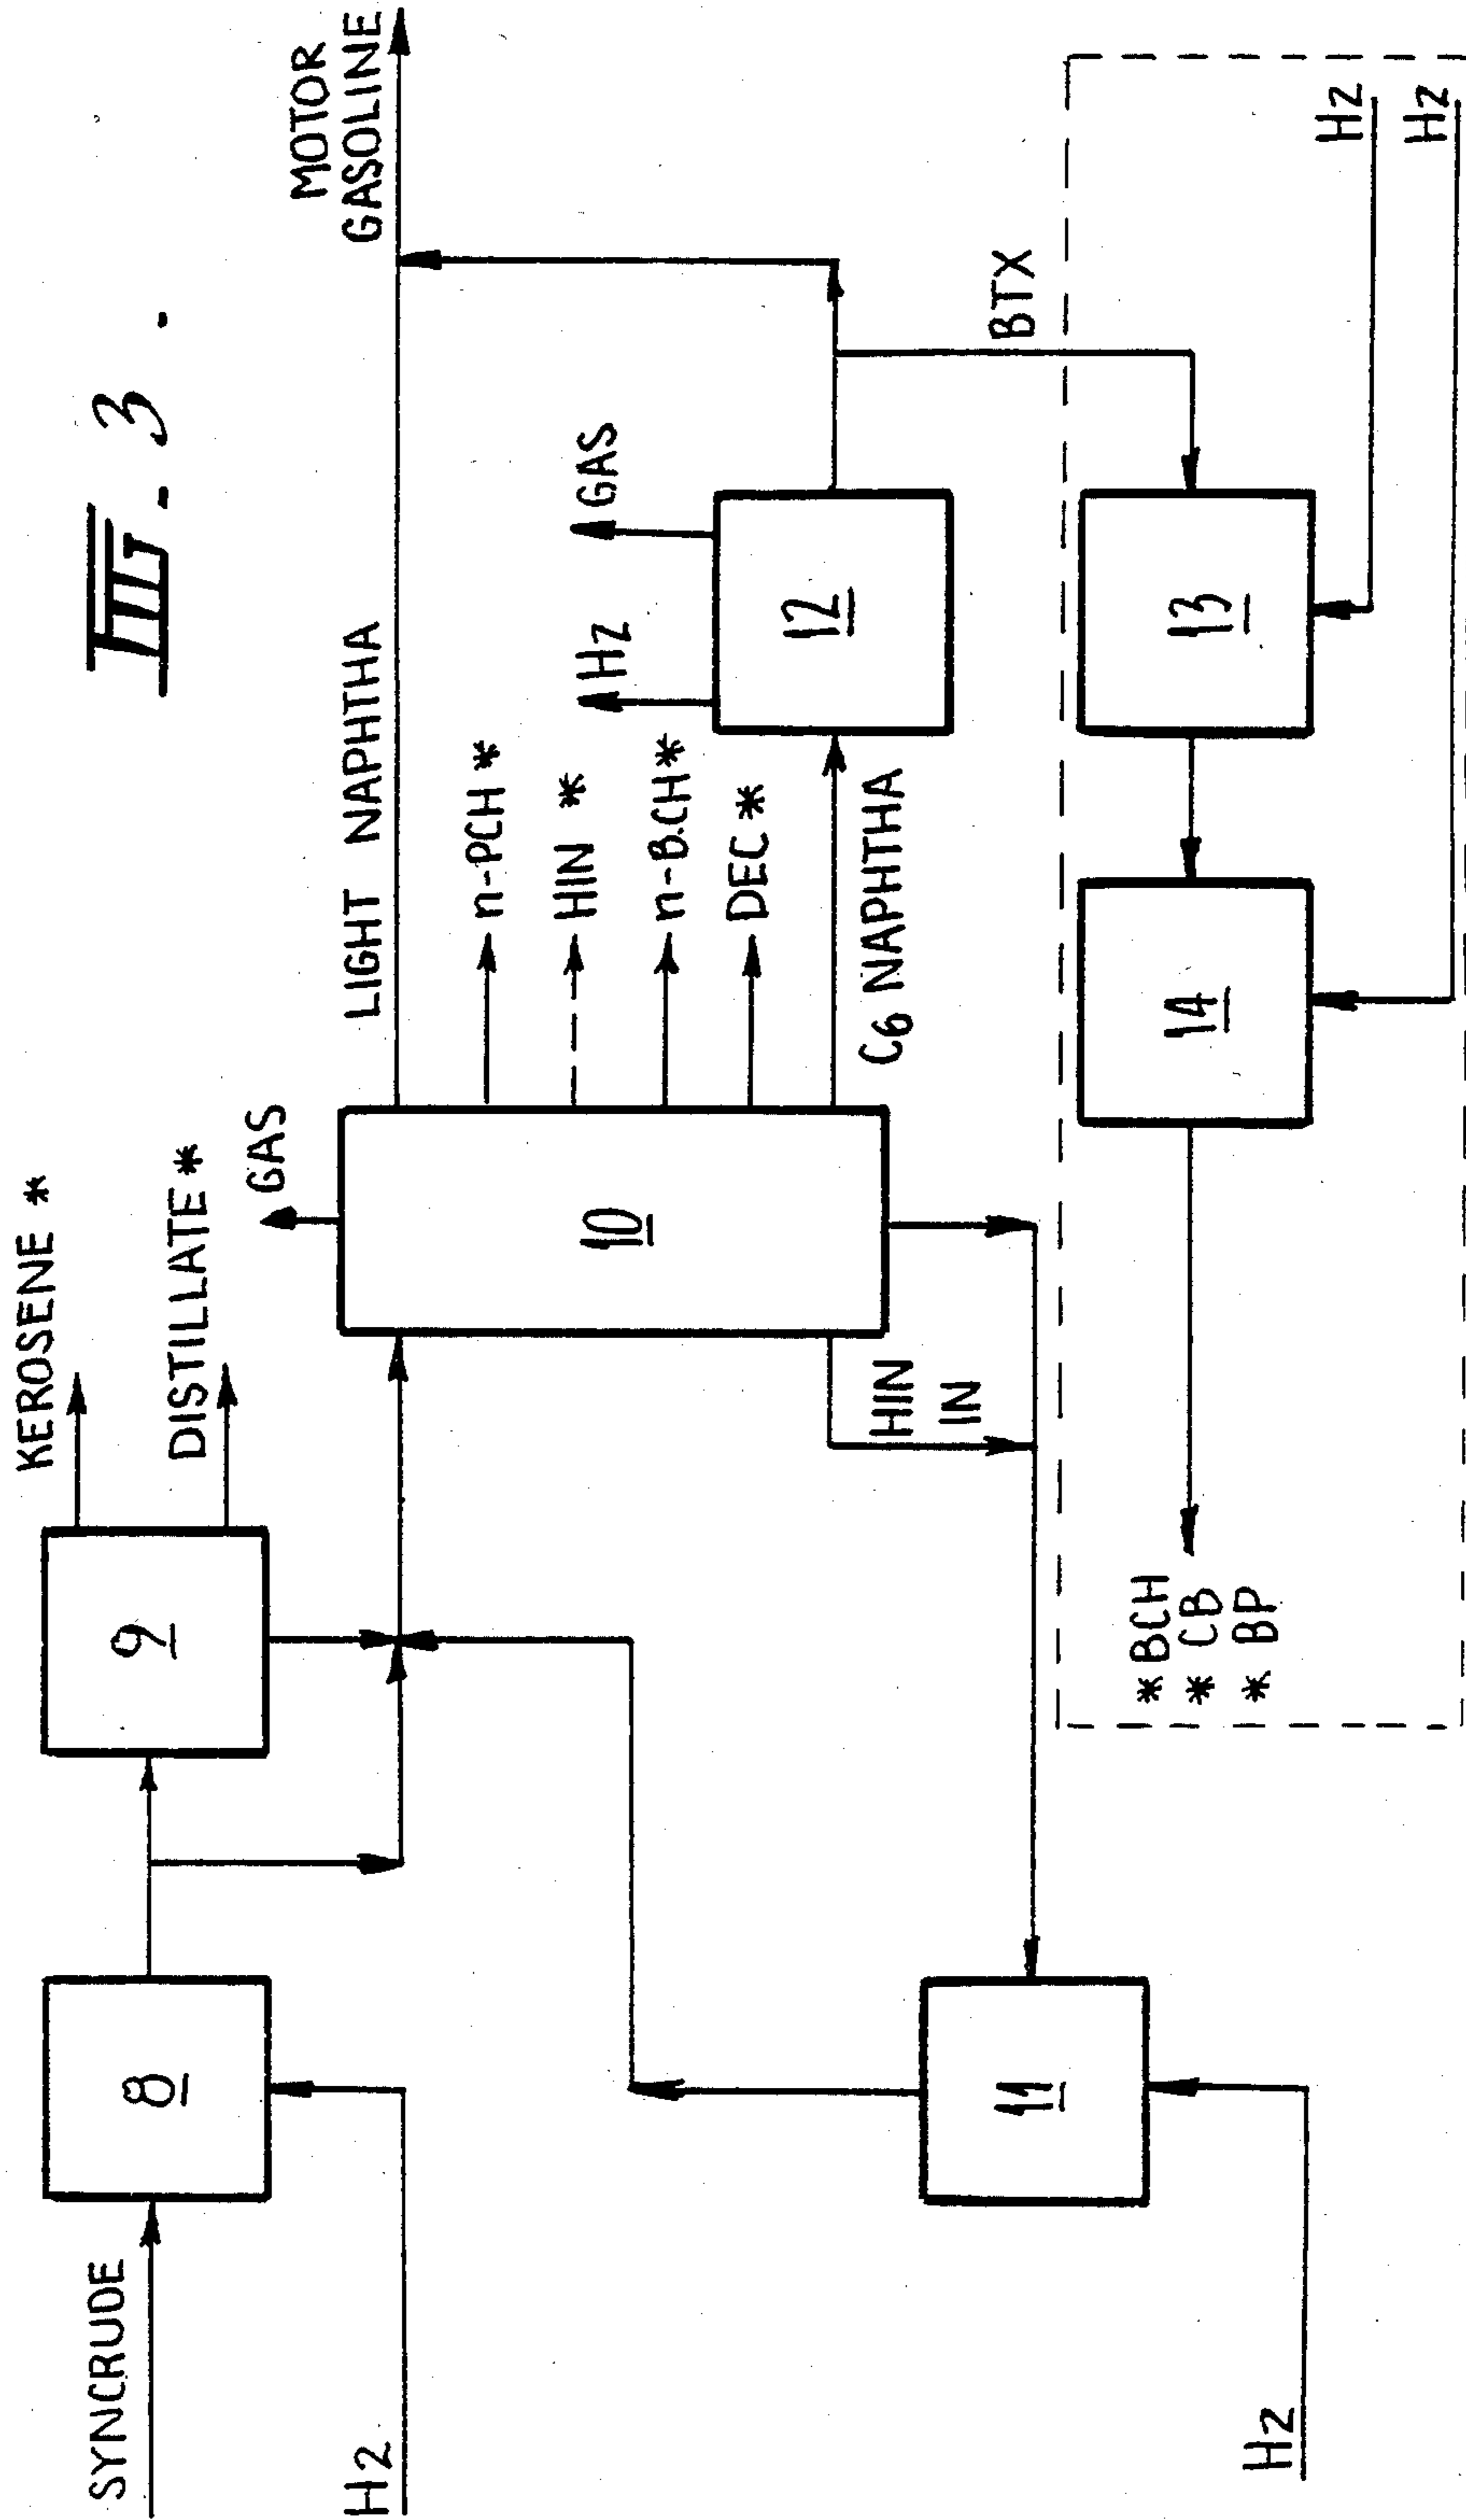 FIG. 3.
KEROSENE *
DISTILLATE *
SYNCRUDE
8
9
GAS
MOTOR
GASOLINE
LIGHT NAPHTHA
H2
n-PCH *
HIN *
n-BCH *
DEC *
H2
GAS
10
12
C6 NAPHTHA
HIN
IN
BTX
11
* BCH
* CB
* BP
14
13
H2
H2
H2